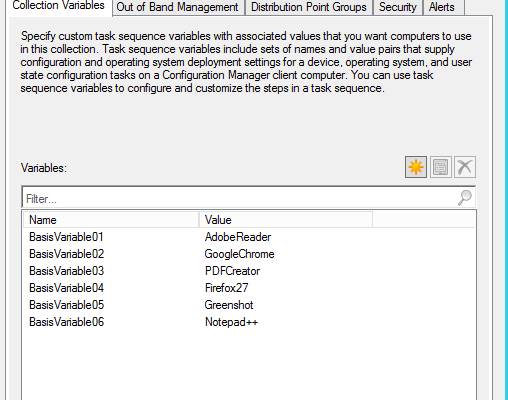 Collection Variables Out of Band Management Distribution Point Groups Security Alerts
Specify custom task sequence variables with associated values that you want computers to use
in this collection. Task sequence variables include sets of names and value pairs that supply
configuration and operating system deployment settings for a device, operating system, and user
state configuration tasks on a Configuration Manager client computer. You can use task
sequence variables to configure and customize the steps in a task sequence.
Variables:
Filter...
Name Value
BasisVariable01 AdobeReader
BasisVariable02 GoogleChrome
BasisVariable03 PDFCreator
BasisVariable04 Firefox27
BasisVariable05 Greenshot
BasisVariable06 Notepad++